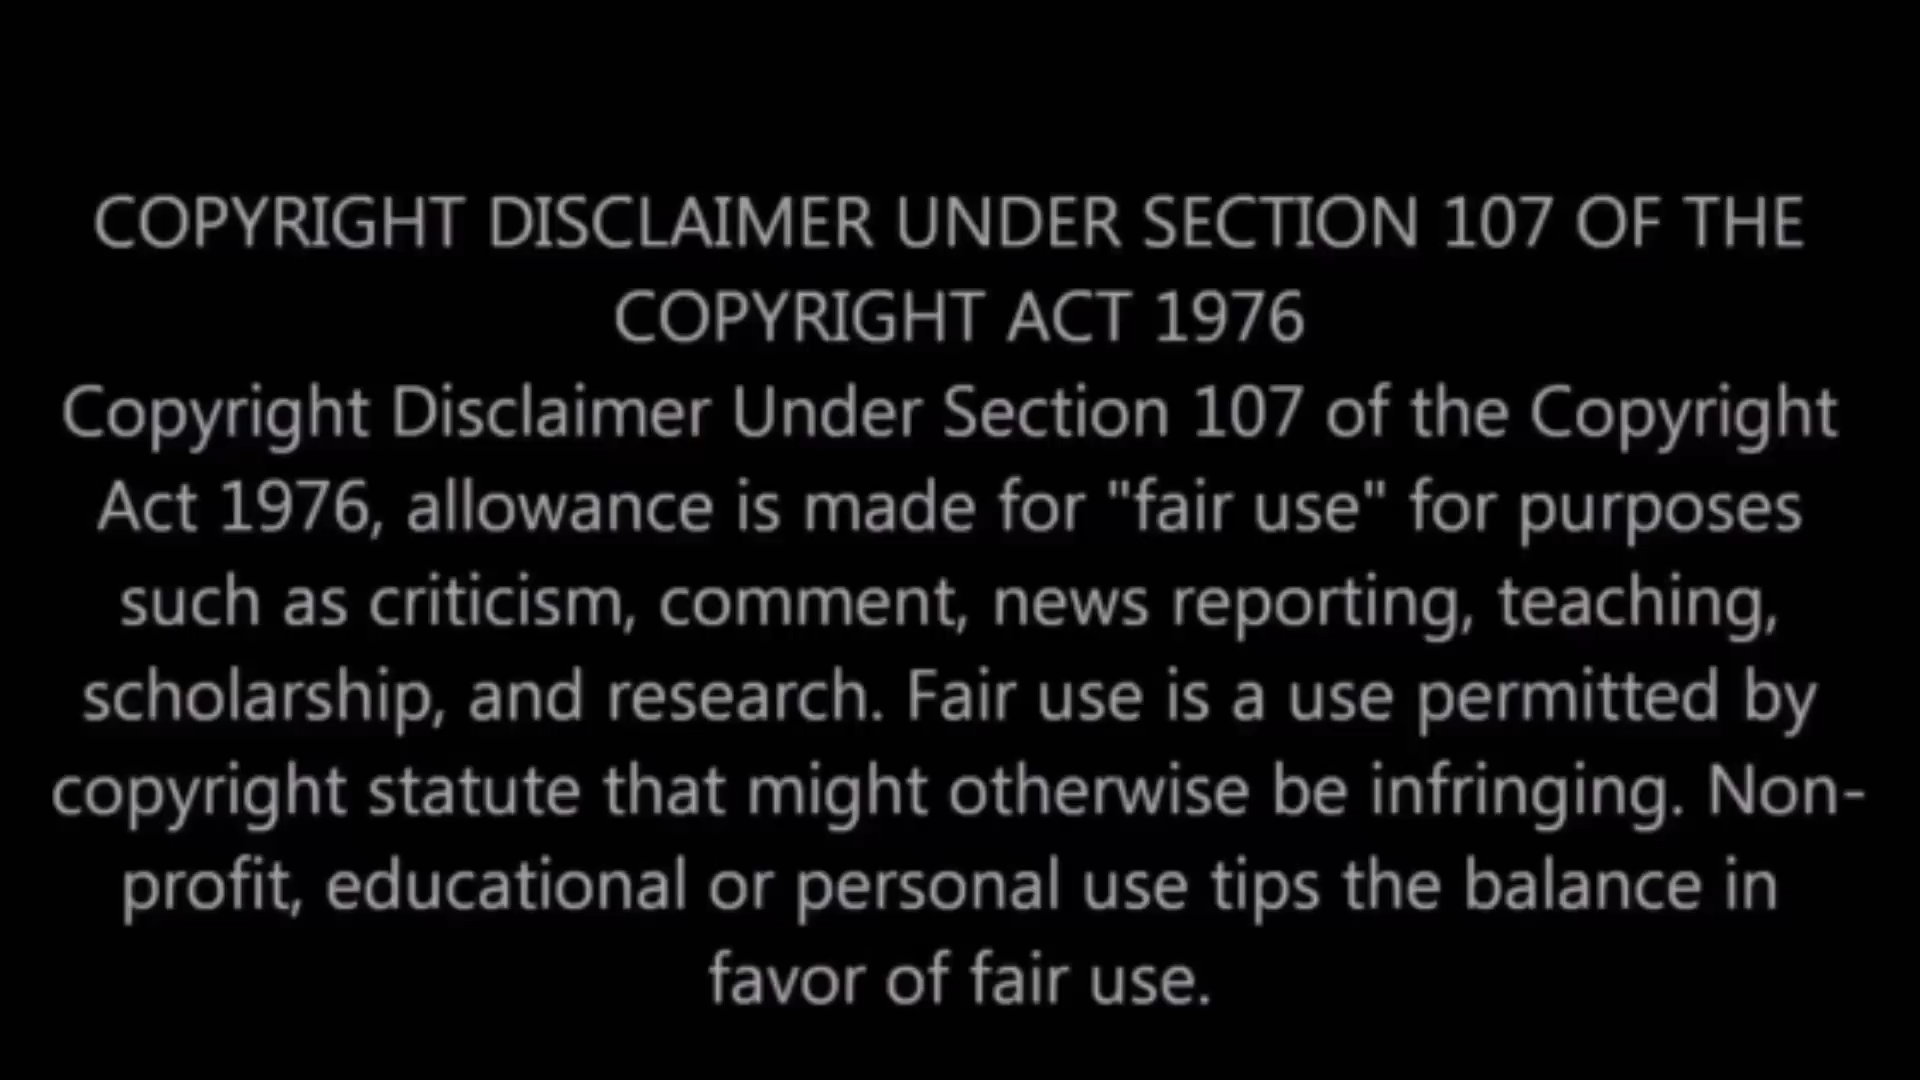 COPYRIGHT DISCLAIMER UNDER SECTION 107 OF THE
COPYRIGHT ACT 1976
Copyright Disclaimer Under Section 107 of the Copyright
Act 1976, allowance is made for "fair use" for purposes
such as criticism, comment, news reporting, teaching,
scholarship, and research. Fair use is a use permitted by
copyright statute that might otherwise be infringing. Non-
profit, educational or personal use tips the balance in
favor of fair use.